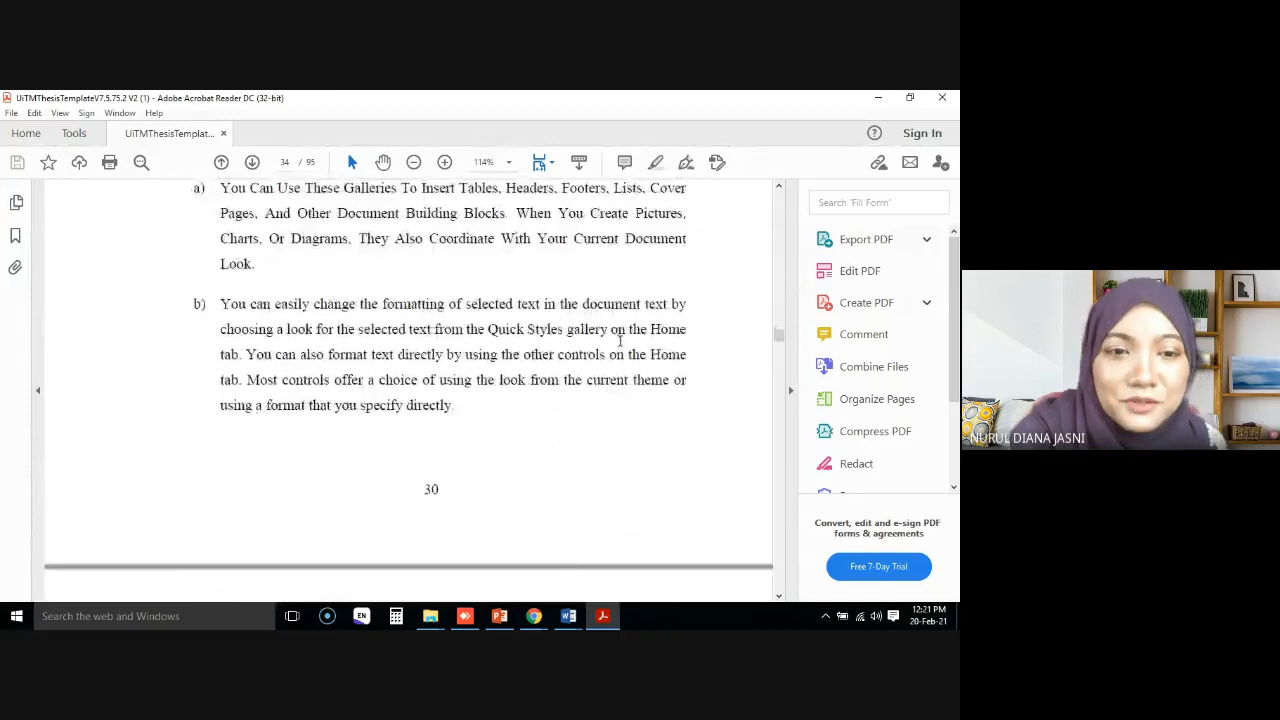 UiTMThesisTemplateV7.5.75.2 V2 (1) - Adobe Acrobat Reader DC (32-bit)
File Edit View Sign Window Help
Home Tools UiTMThesisTemplat... × Sign In
34 / 95 114%
a) You Can Use These Galleries To Insert Tables, Headers, Footers, Lists, Cover
Pages, And Other Document Building Blocks. When You Create Pictures,
Charts, Or Diagrams, They Also Coordinate With Your Current Document
Look.
b) You can easily change the formatting of selected text in the document text by
choosing a look for the selected text from the Quick Styles gallery on the Home
tab. You can also format text directly by using the other controls on the Home
tab. Most controls offer a choice of using the look from the current theme or
using a format that you specify directly.
30
Search 'Fill Form'
Export PDF
Edit PDF
Create PDF
Comment
Combine Files
Organize Pages
Compress PDF
Redact
Convert, edit and e-sign PDF
forms & agreements
Free 7-Day Trial
NURUL DIANA JASNI
Search the web and Windows
EN
12:21 PM
20-Feb-21